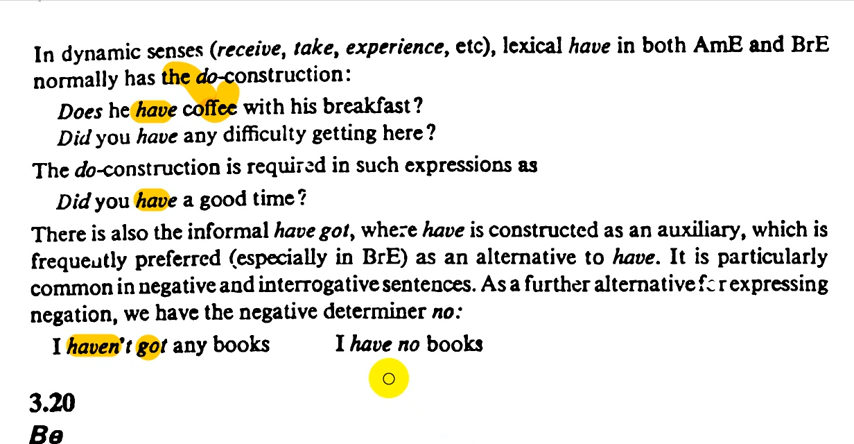 In dynamic senses (receive, take, experience, etc), lexical have in both AmE and BrE
normally has the do-construction:
Does he have coffee with his breakfast?
Did you have any difficulty getting here?
The do-construction is required in such expressions as
Did you have a good time?
There is also the informal have got, where have is constructed as an auxiliary, which is
frequently preferred (especially in BrE) as an alternative to have. It is particularly
common in negative and interrogative sentences. As a further alternative for expressing
negation, we have the negative determiner no:
I haven't got any books I have no books
3.20
Be